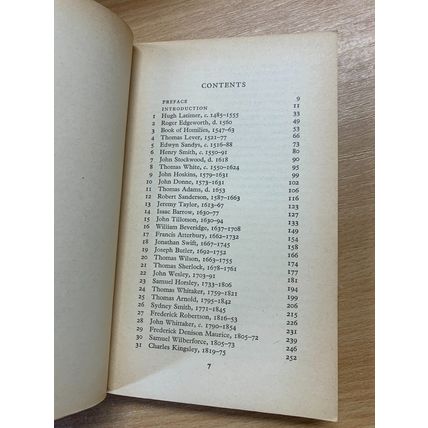 CONTENTS
PREFACE 9
INTRODUCTION 11
1 Hugh Latimer, c. 1485–1555 33
2 Roger Edgeworth, d. 1560 49
3 Book of Homilies, 1547–63 53
4 Thomas Lever, 1521–77 66
5 Edwyn Sandys, c. 1516–88 73
6 Henry Smith, c. 1550–91 80
7 John Stockwood, d. 1618 90
8 Thomas White, c. 1550–1624 95
9 John Hoskins, 1579–1631 99
10 John Donne, 1573–1631 102
11 Thomas Adams, d. 1653 112
12 Robert Sanderson, 1587–1663 116
13 Jeremy Taylor, 1613–67 123
14 Isaac Barrow, 1630–77 133
15 John Tillotson, 1630–94 144
16 William Beveridge, 1637–1708 147
17 Francis Atterbury, 1662–1732 154
18 Jonathan Swift, 1667–1745 158
19 Joseph Butler, 1692–1752 166
20 Thomas Wilson, 1663–1755 174
21 Thomas Sherlock, 1678–1761 177
22 John Wesley, 1703–91 181
23 Samuel Horsley, 1733–1806 194
24 Thomas Whitaker, 1759–1821 199
25 Thomas Arnold, 1795–1842 206
26 Sydney Smith, 1771–1845 215
27 Frederick Robertson, 1816–53 221
28 John Whittaker, c. 1790–1854 231
29 Frederick Denison Maurice, 1805–72 239
30 Samuel Wilberforce, 1805–73 246
31 Charles Kingsley, 1819–75 252
7